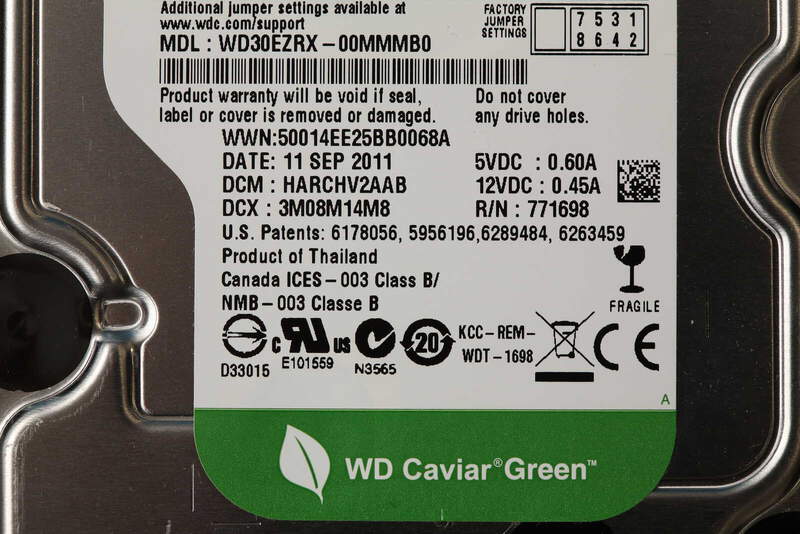 Additional jumper settings available at
www.wdc.com/support
MDL : WD30EZRX – 00MMMB0
FACTORY
JUMPER
SETTINGS
7 5 3 1
8 6 4 2
Product warranty will be void if seal,
label or cover is removed or damaged.
Do not cover
any drive holes.
WWN:50014EE25BB0068A
DATE: 11 SEP 2011
5VDC : 0.60A
DCM : HARCHV2AAB
12VDC : 0.45A
DCX : 3M08M14M8
R/N : 771698
U.S. Patents: 6178056, 5956196,6289484, 6263459
Product of Thailand
Canada ICES – 003 Class B/
NMB – 003 Classe B
FRAGILE
D33015
c RU us
E101559
N3565
20
KCC – REM –
WDT – 1698
CE
A
WD Caviar® Green™